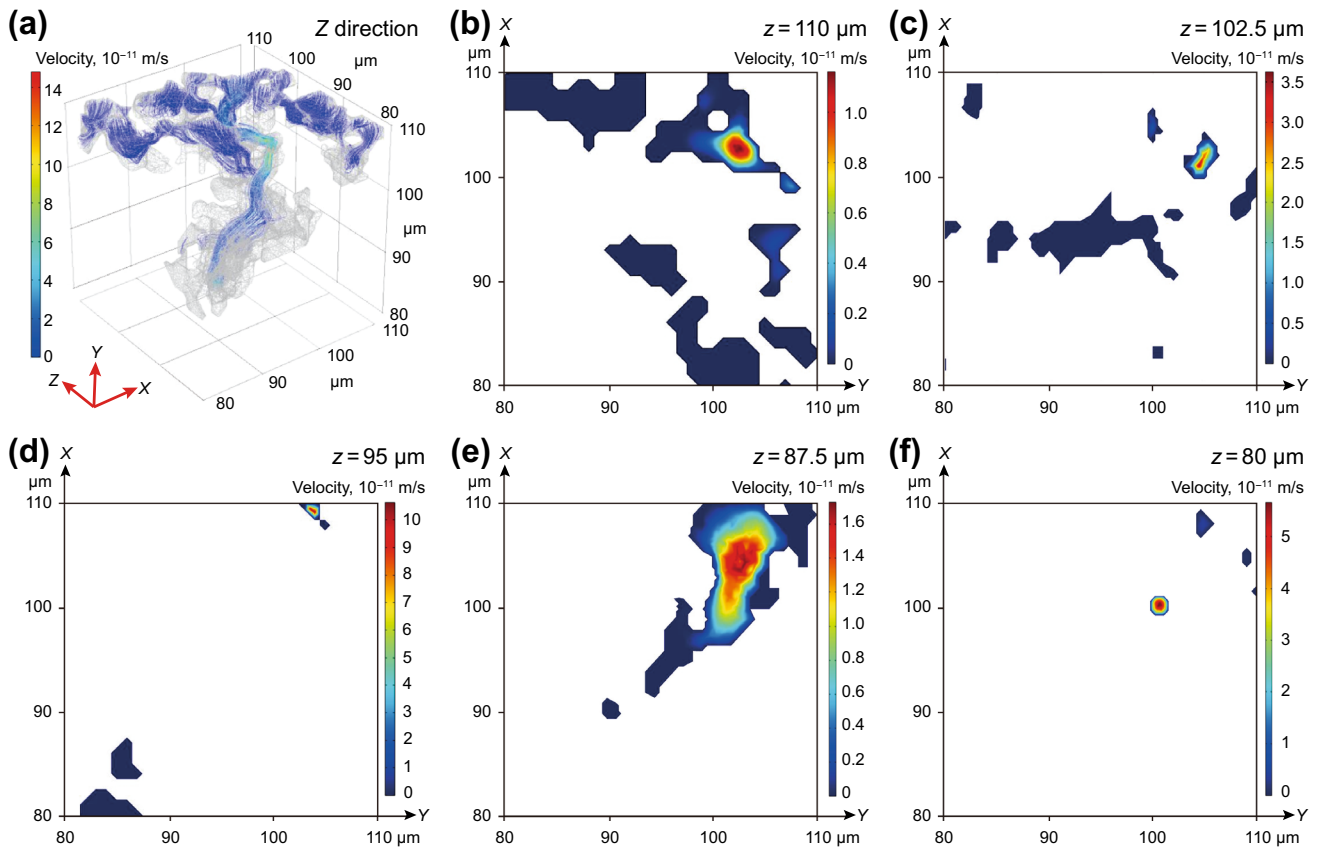 (a)
Z direction
Velocity, 10⁻¹¹ m/s
14
12
10
8
6
4
2
0
110
100
µm
90
80
110
100
µm
90
80
110
100
µm
90
80
Y
Z
X
(b)
X
z = 110 µm
µm
Velocity, 10⁻¹¹ m/s
110
100
90
80
1.0
0.8
0.6
0.4
0.2
0
Y
80
90
100
110 µm
(c)
X
z = 102.5 µm
µm
Velocity, 10⁻¹¹ m/s
110
100
90
80
3.5
3.0
2.5
2.0
1.5
1.0
0.5
0
Y
80
90
100
110 µm
(d)
X
z = 95 µm
µm
Velocity, 10⁻¹¹ m/s
110
100
90
80
10
9
8
7
6
5
4
3
2
1
0
Y
80
90
100
110 µm
(e)
X
z = 87.5 µm
µm
Velocity, 10⁻¹¹ m/s
110
100
90
80
1.6
1.4
1.2
1.0
0.8
0.6
0.4
0.2
0
Y
80
90
100
110 µm
(f)
X
z = 80 µm
µm
Velocity, 10⁻¹¹ m/s
110
100
90
80
5
4
3
2
1
0
Y
80
90
100
110 µm